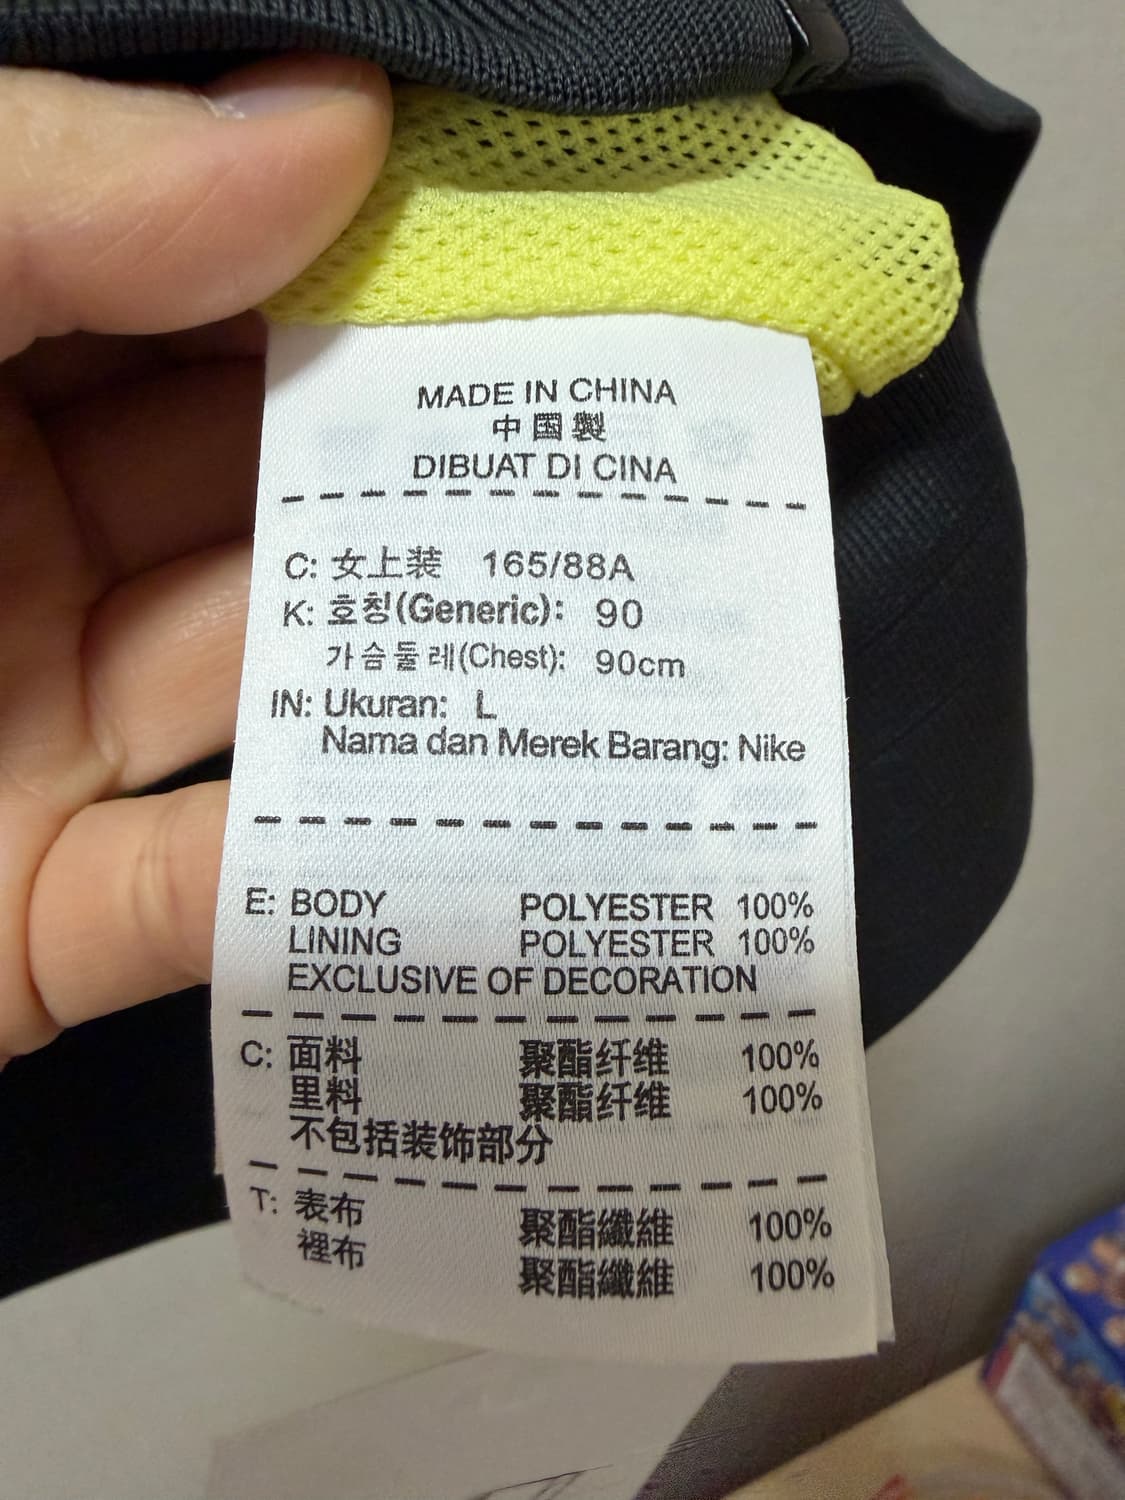 MADE IN CHINA
中国製
DIBUAT DI CINA
C: 女上装 165/88A
K: 호칭(Generic): 90
가슴둘레(Chest): 90cm
IN: Ukuran: L
Nama dan Merek Barang: Nike
E: BODY POLYESTER 100%
LINING POLYESTER 100%
EXCLUSIVE OF DECORATION
C: 面料 聚酯纤维 100%
里料 聚酯纤维 100%
不包括装饰部分
T: 表布 聚酯纖維 100%
裡布 聚酯纖維 100%